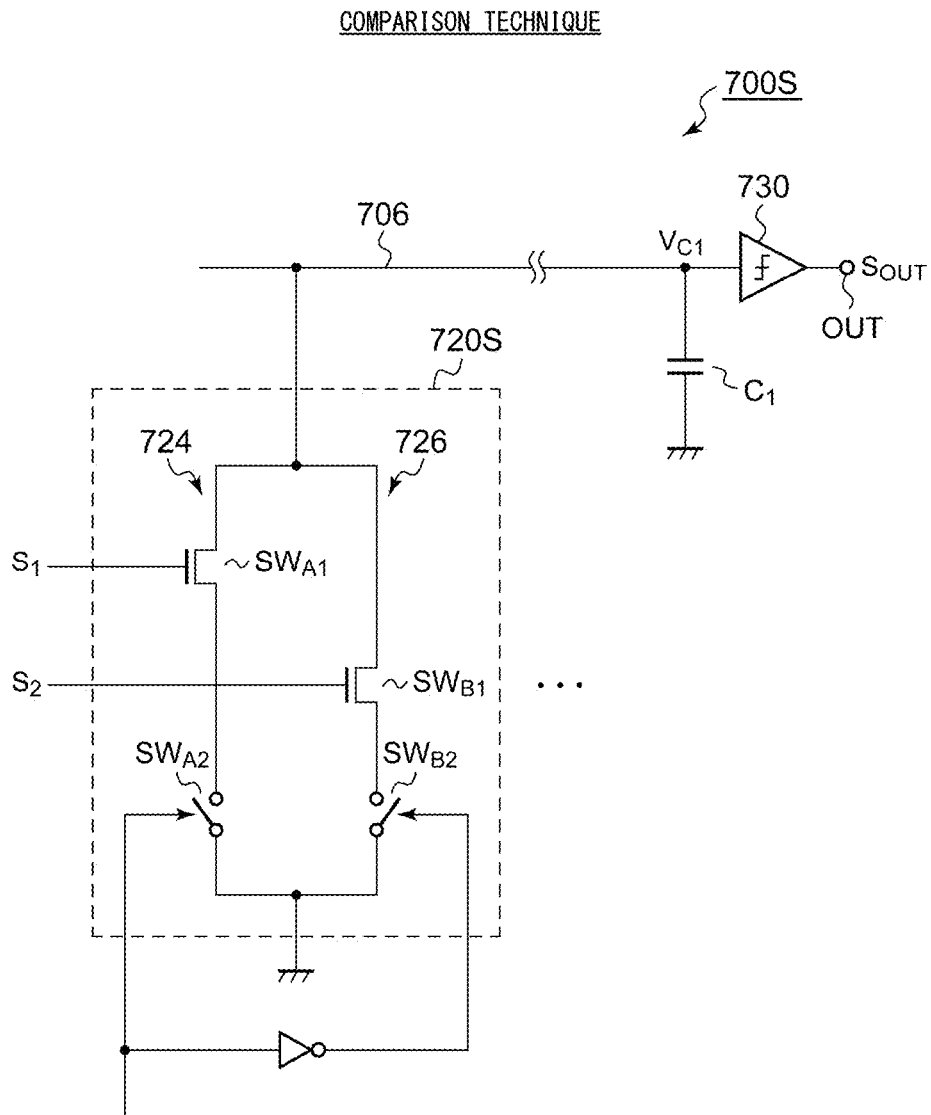 COMPARISON TECHNIQUE
700S
730
706
VC1
SOUT
OUT
720S
C1
724
726
S1
SWA1
S2
SWB1
. . .
SWA2
SWB2